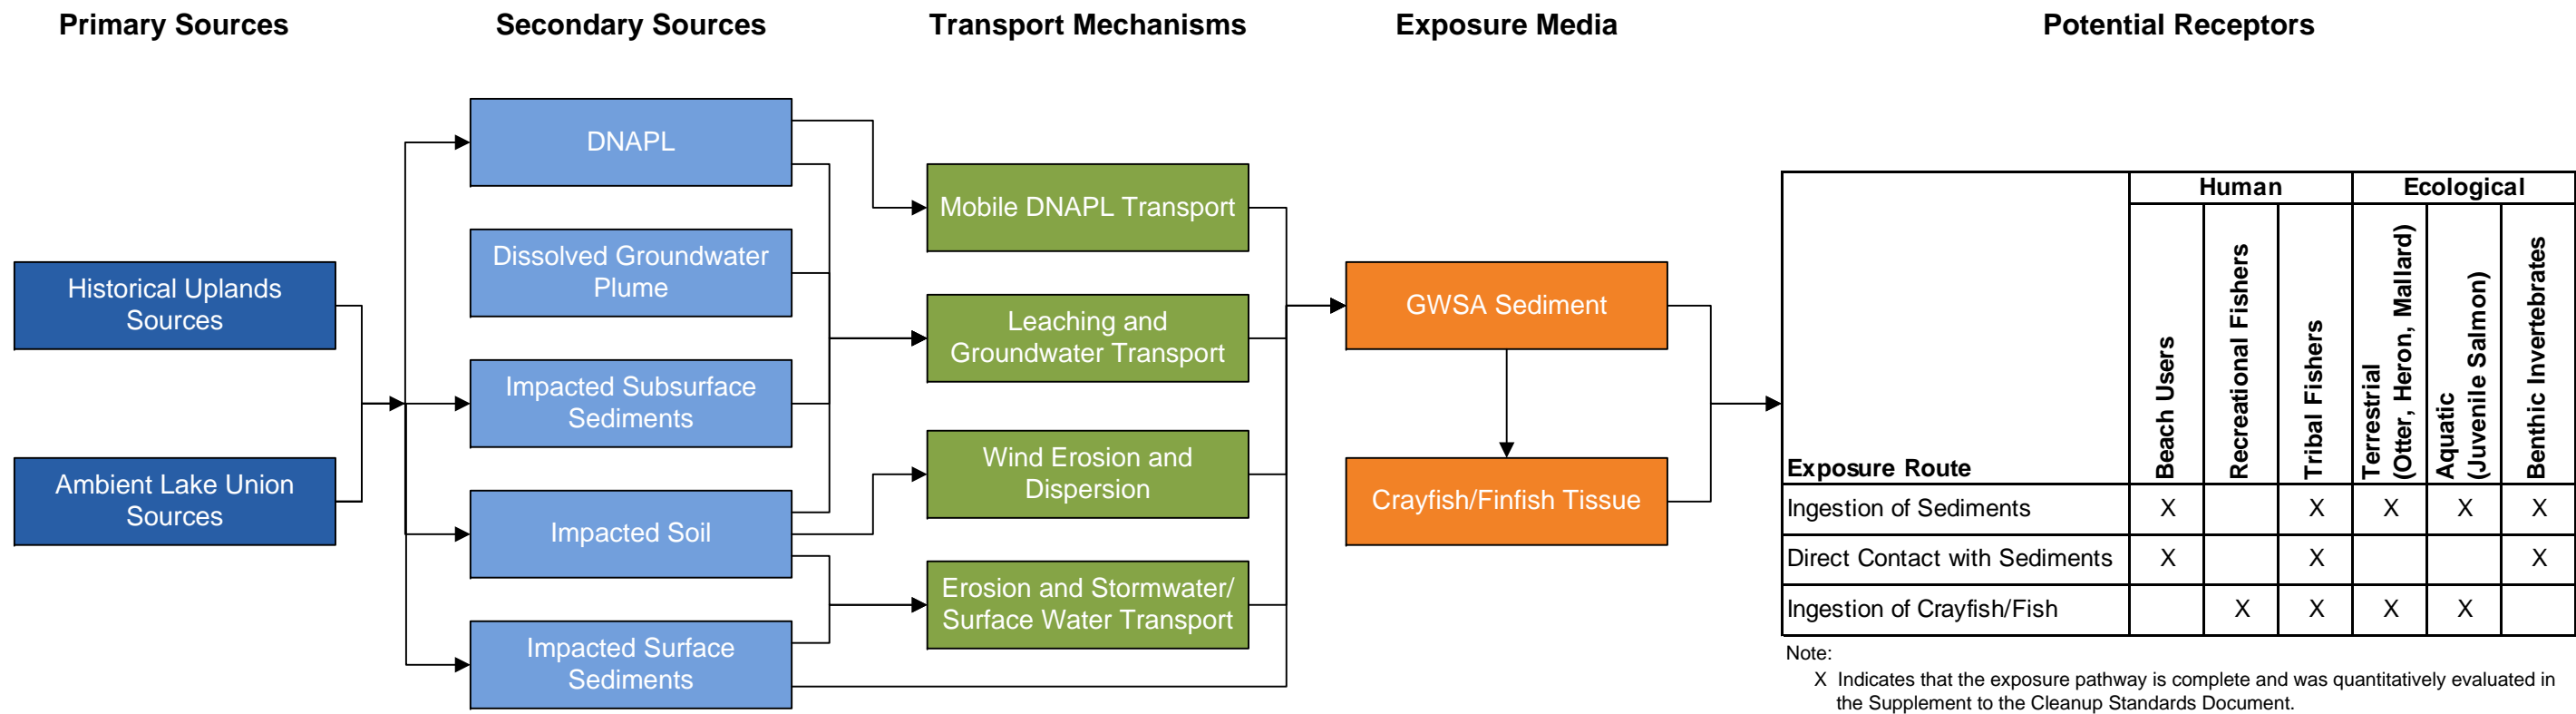 Primary Sources
Secondary Sources
Transport Mechanisms
Exposure Media
Potential Receptors
Historical Uplands
Sources
Ambient Lake Union
Sources
DNAPL
Dissolved Groundwater
Plume
Impacted Subsurface
Sediments
Impacted Soil
Impacted Surface
Sediments
Mobile DNAPL Transport
Leaching and
Groundwater Transport
Wind Erosion and
Dispersion
Erosion and Stormwater/
Surface Water Transport
GWSA Sediment
Crayfish/Finfish Tissue
Human
Ecological
Exposure Route
Beach Users
Recreational Fishers
Tribal Fishers
Terrestrial
(Otter, Heron, Mallard)
Aquatic
(Juvenile Salmon)
Benthic Invertebrates
Ingestion of Sediments X X X X X
Direct Contact with Sediments X X X
Ingestion of Crayfish/Fish X X X X
Note:
X Indicates that the exposure pathway is complete and was quantitatively evaluated in
the Supplement to the Cleanup Standards Document.